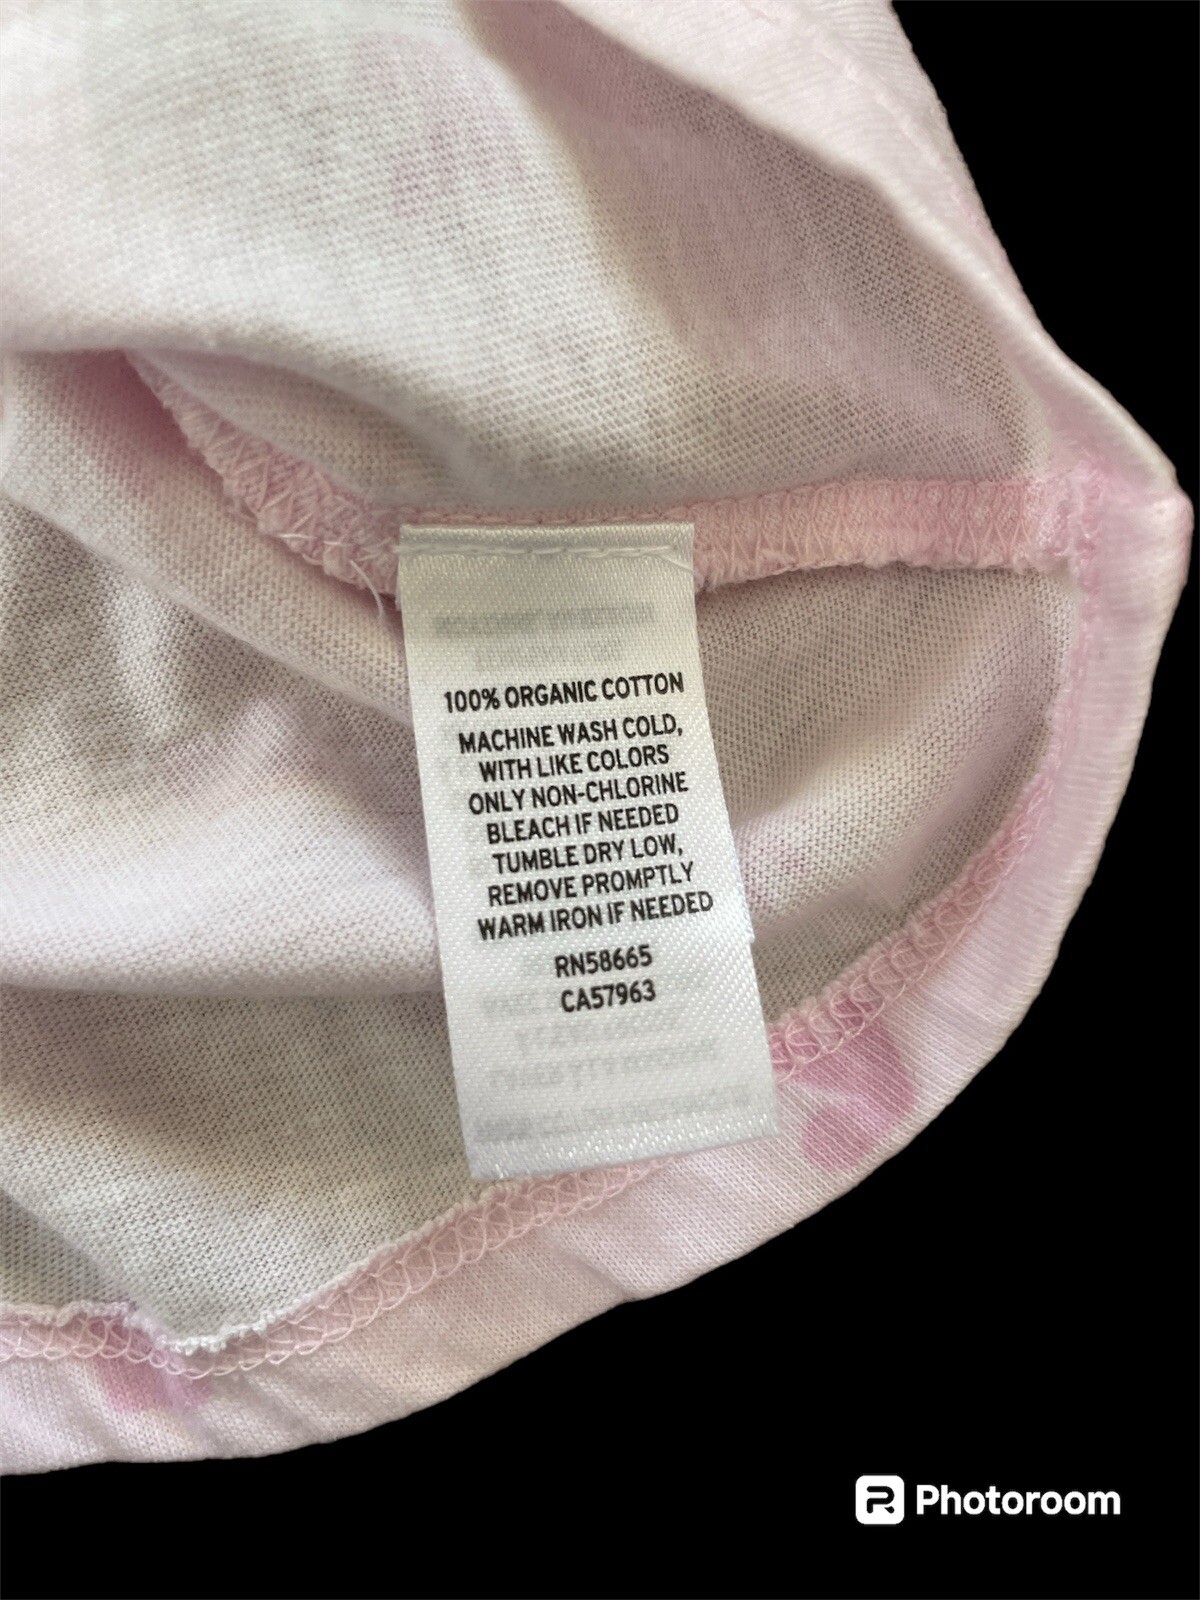 100% ORGANIC COTTON
MACHINE WASH COLD,
WITH LIKE COLORS
ONLY NON-CHLORINE
BLEACH IF NEEDED
TUMBLE DRY LOW,
REMOVE PROMPTLY
WARM IRON IF NEEDED
RN58665
CA57963
Photoroom